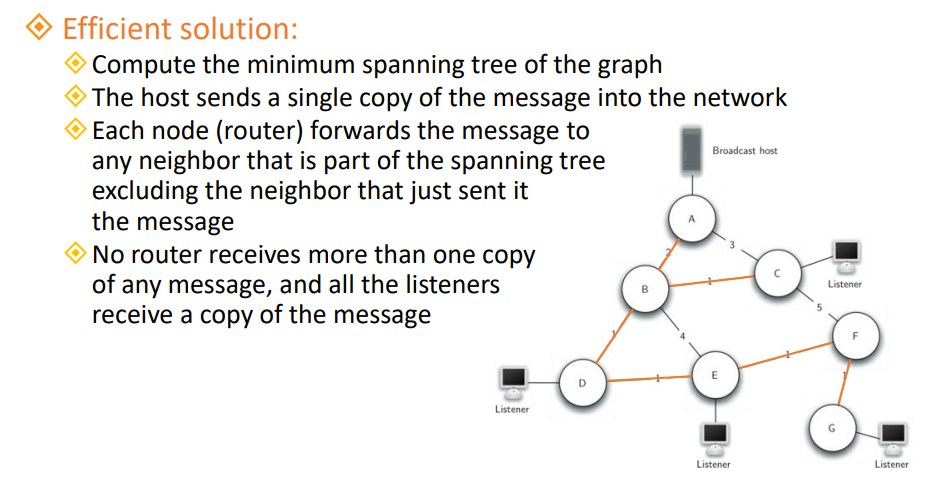 Efficient solution:
Compute the minimum spanning tree of the graph
The host sends a single copy of the message into the network
Each node (router) forwards the message to
any neighbor that is part of the spanning tree
excluding the neighbor that just sent it
the message
No router receives more than one copy
of any message, and all the listeners
receive a copy of the message
Broadcast host
A
3
2
C
Listener
B
1
5
F
4
1
1
D
1
E
1
Listener
G
Listener
Listener